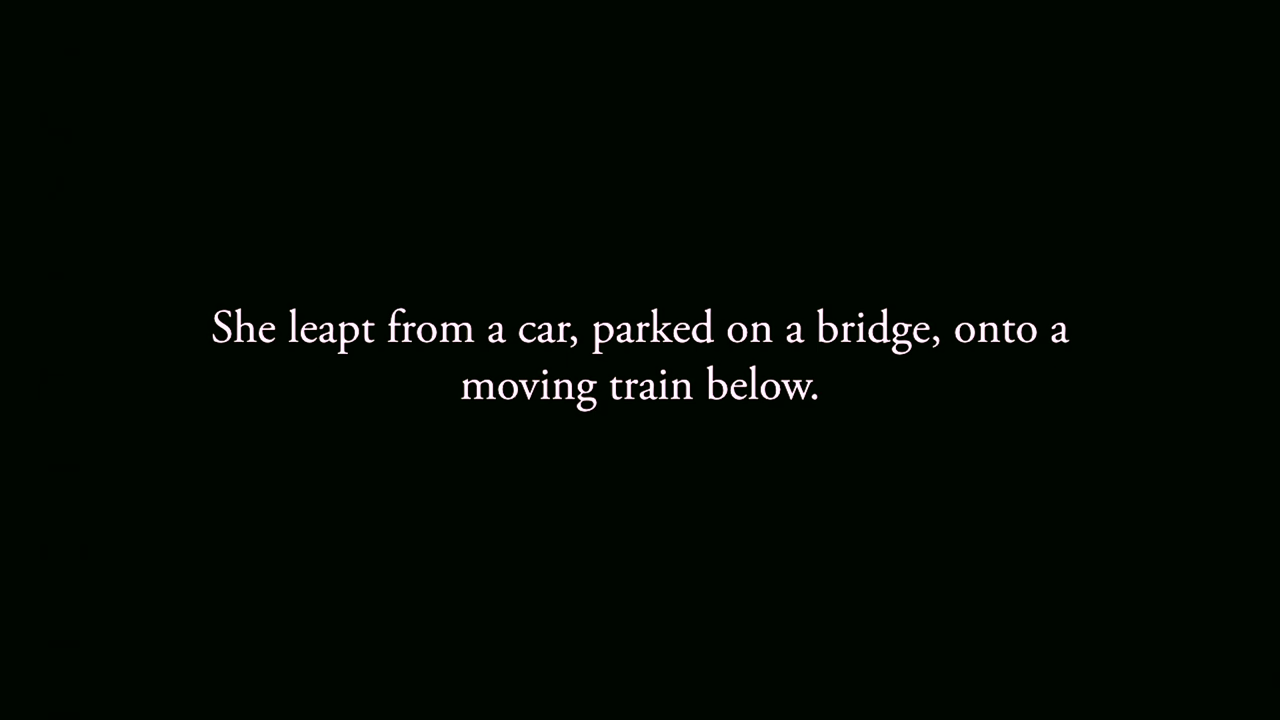 She leapt from a car, parked on a bridge, onto a
moving train below.